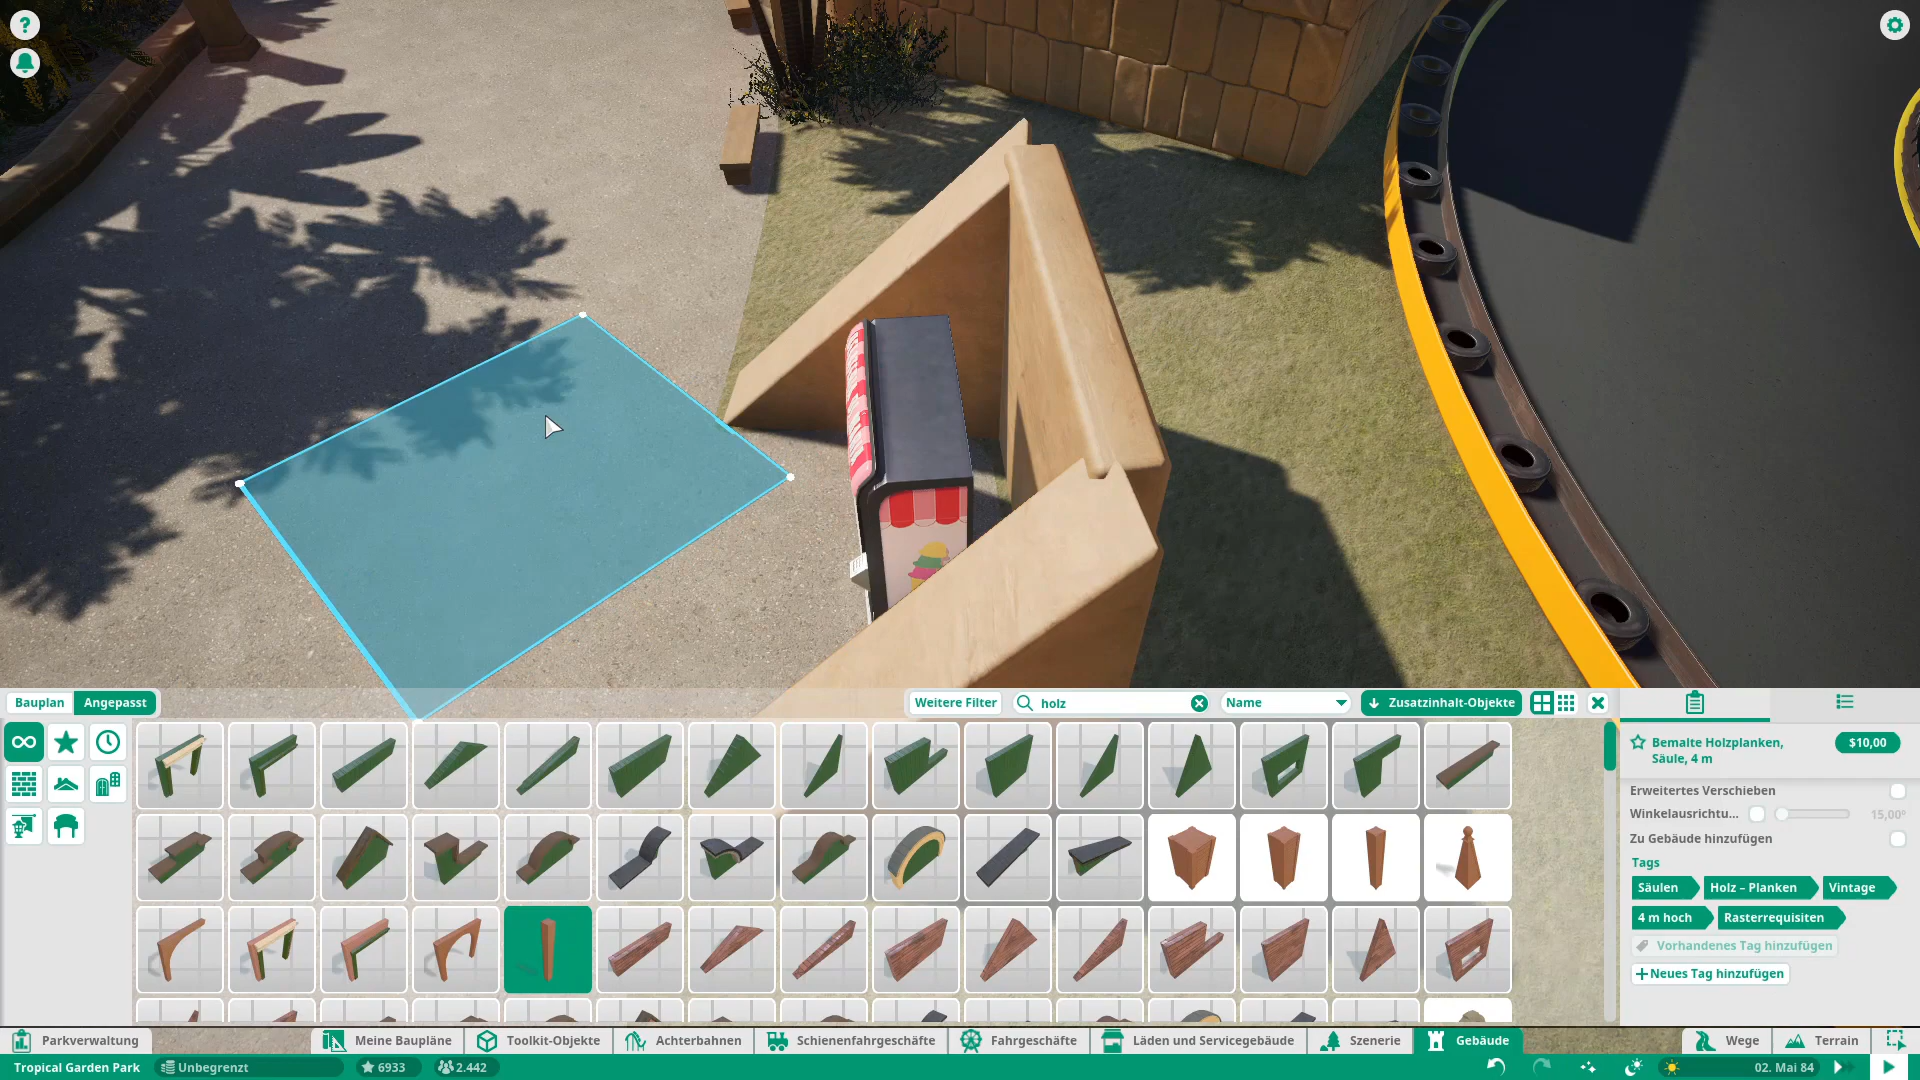 ?
Bauplan
Angepasst
Weitere Filter
holz
Name
Zusatzinhalt-Objekte
Bemalte Holzplanken,
Säule, 4 m
$10,00
Erweitertes Verschieben
Winkelausrichtu...
15,00°
Zu Gebäude hinzufügen
Tags
Säulen
Holz – Planken
Vintage
4 m hoch
Rasterrequisiten
Vorhandenes Tag hinzufügen
Neues Tag hinzufügen
Parkverwaltung
Meine Baupläne
Toolkit-Objekte
Achterbahnen
Schienenfahrgeschäfte
Fahrgeschäfte
Läden und Servicegebäude
Szenerie
Gebäude
Wege
Terrain
Tropical Garden Park
Unbegrenzt
6933
2.442
02. Mai 84